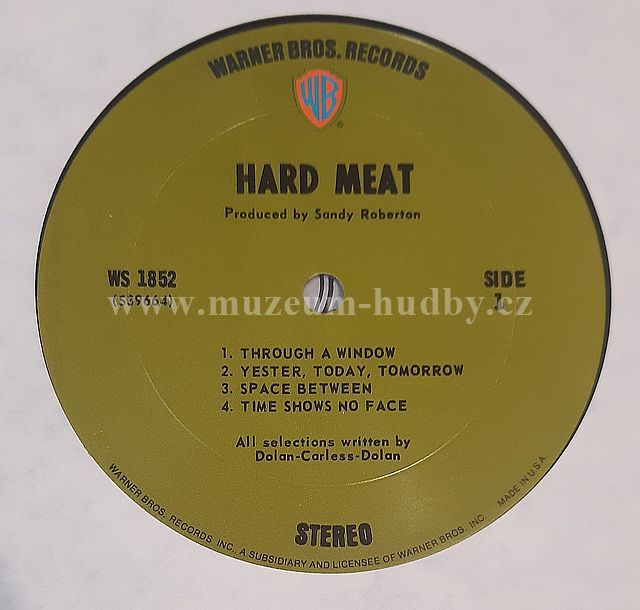 WARNER BROS. RECORDS
WB
®
HARD MEAT
Produced by Sandy Roberton
WS 1852
(S39664)
SIDE
1
www.muzeum-hudby.cz
1. THROUGH A WINDOW
2. YESTER, TODAY, TOMORROW
3. SPACE BETWEEN
4. TIME SHOWS NO FACE
All selections written by
Dolan-Carless-Dolan
STEREO
WARNER BROS. RECORDS INC. A SUBSIDIARY AND LICENSEE OF WARNER BROS. INC. MADE IN U.S.A.